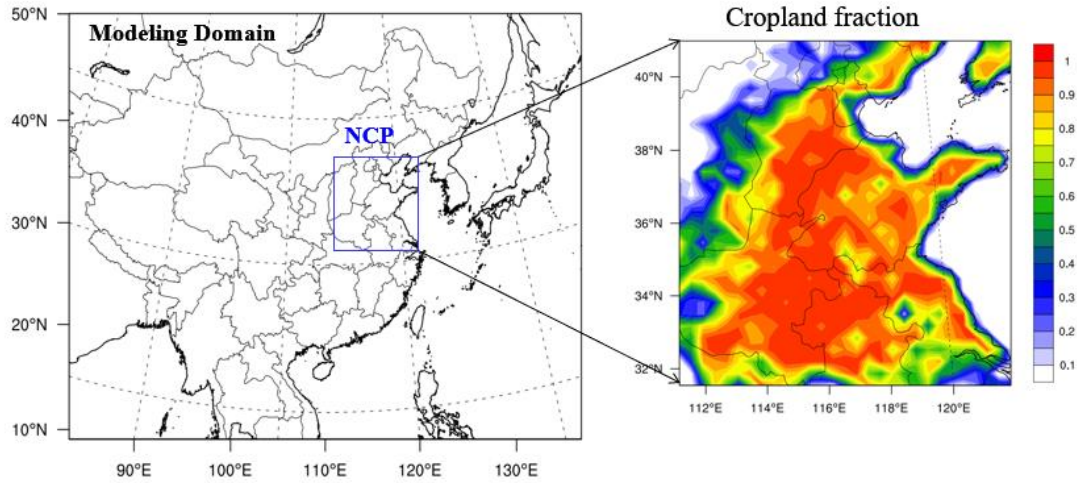 Modeling Domain
NCP
50°N
40°N
30°N
20°N
10°N
90°E
100°E
110°E
120°E
130°E
Cropland fraction
40°N
38°N
36°N
34°N
32°N
112°E
114°E
116°E
118°E
120°E
1
0.9
0.8
0.7
0.6
0.5
0.4
0.3
0.2
0.1